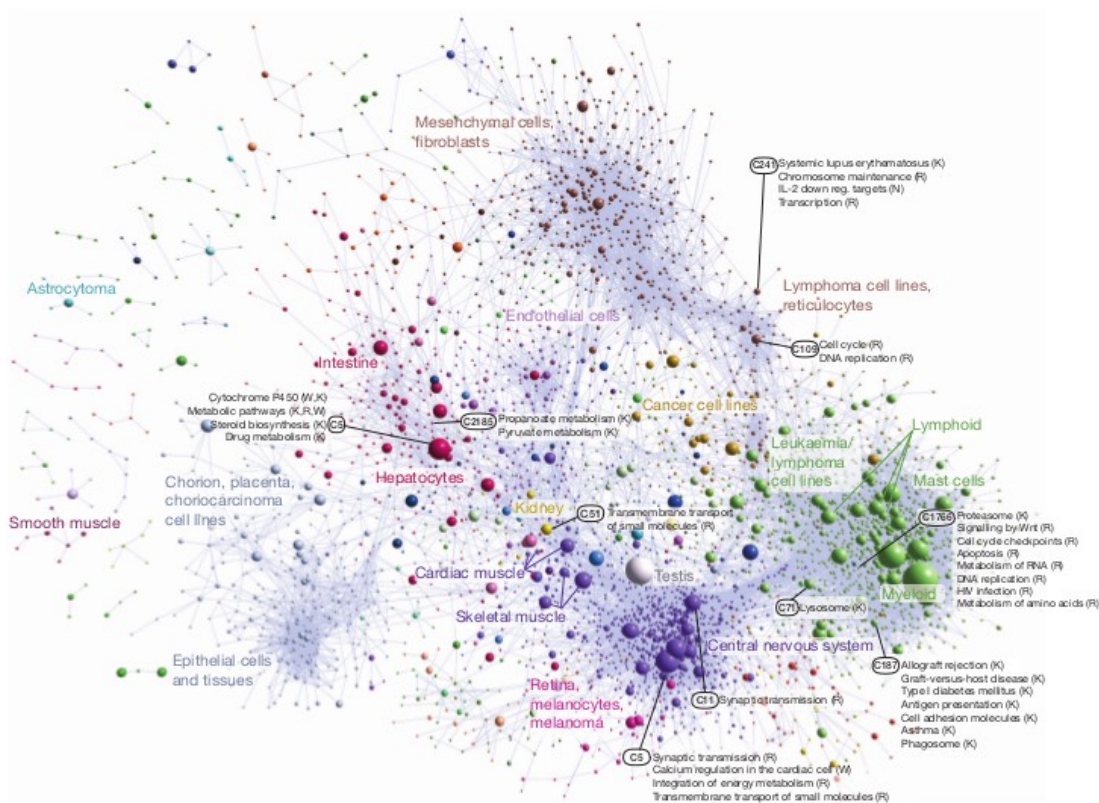 Mesenchymal cells,
fibroblasts
C241 Systemic lupus erythematosus (K)
Chromosome maintenance (R)
IL-2 down reg. targets (N)
Transcription (R)
Astrocytoma
Lymphoma cell lines,
reticulocytes
Endothelial cells
C109 Cell cycle (R)
DNA replication (R)
Intestine
Cytochrome P450 (W,K)
Metabolic pathways (K,R,W)
Steroid biosynthesis (K) C5
Drug metabolism (K)
C2185 Propanoate metabolism (K)
Pyruvate metabolism (K)
Cancer cell lines
Lymphoid
Leukaemia/
lymphoma
cell lines
Mast cells
Hepatocytes
Chorion, placenta,
choriocarcinoma
cell lines
Smooth muscle
Kidney
C51 Transmembrane transport
of small molecules (R)
C1766 Proteasome (K)
Signalling by Wnt (R)
Cell cycle checkpoints (R)
Apoptosis (R)
Metabolism of RNA (R)
DNA replication (R)
HIV infection (R)
Metabolism of amino acids (R)
Cardiac muscle
Testis
Myeloid
Skeletal muscle
C71 Lysosome (K)
Central nervous system
Epithelial cells
and tissues
C187 Allograft rejection (K)
Graft-versus-host disease (K)
Type I diabetes mellitus (K)
Antigen presentation (K)
Cell adhesion molecules (K)
Asthma (K)
Phagosome (K)
Retina,
melanocytes,
melanoma
C11 Synaptic transmission (R)
C5 Synaptic transmission (R)
Calcium regulation in the cardiac cell (W)
Integration of energy metabolism (R)
Transmembrane transport of small molecules (R)